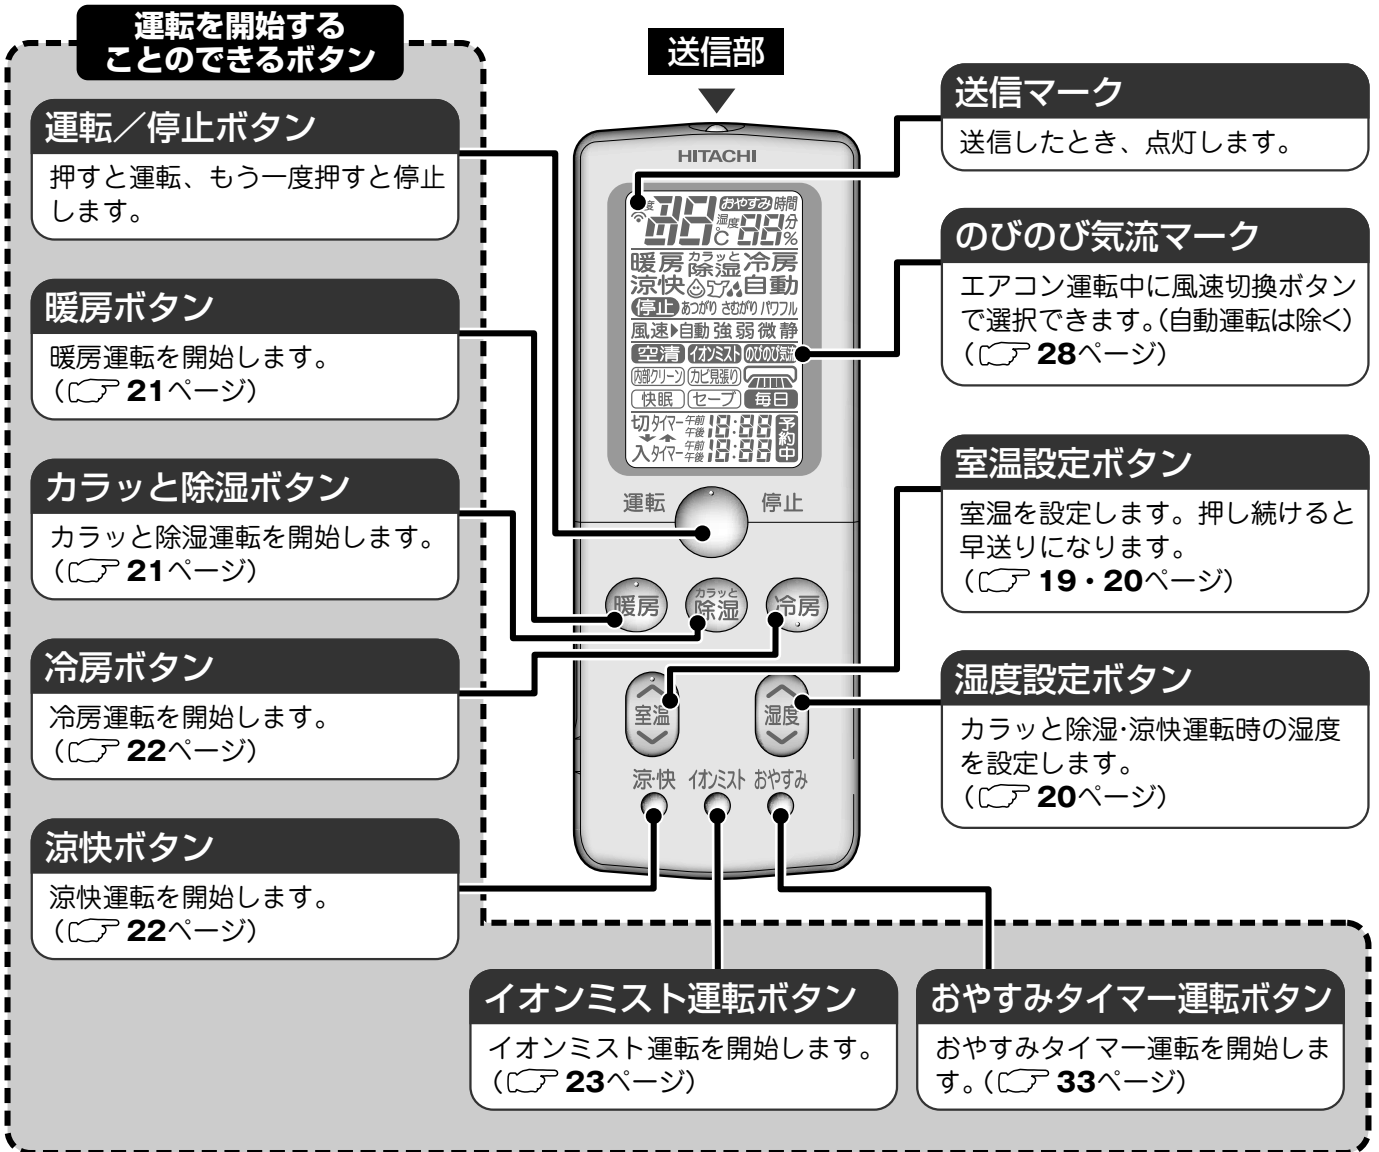 運転を開始する
ことのできるボタン
送信部
運転／停止ボタン
押すと運転、もう一度押すと停止
します。
暖房ボタン
暖房運転を開始します。
（ 21ページ）
カラッと除湿ボタン
カラッと除湿運転を開始します。
（ 21ページ）
冷房ボタン
冷房運転を開始します。
（ 22ページ）
涼快ボタン
涼快運転を開始します。
（ 22ページ）
HITACHI
おやすみ 時間
温度 88 ℃ 湿度 88 分 %
暖房 カラッと除湿 冷房
涼快 自動
停止 あつがり さむがり パワフル
風速▶自動 強 弱 微 静
空清 イオンミスト のびのび気流
内部クリーン カビ見張り
快眠 セーブ 毎日
切タイマー 午前 午後 18:88 予約中
入タイマー 午前 午後 18:88
運転 停止
暖房 カラッと除湿 冷房
室温 湿度
涼・快 イオンミスト おやすみ
送信マーク
送信したとき、点灯します。
のびのび気流マーク
エアコン運転中に風速切換ボタン
で選択できます。（自動運転は除く）
（ 28ページ）
室温設定ボタン
室温を設定します。押し続けると
早送りになります。
（ 19・20ページ）
湿度設定ボタン
カラッと除湿・涼快運転時の湿度
を設定します。
（ 20ページ）
イオンミスト運転ボタン
イオンミスト運転を開始します。
（ 23ページ）
おやすみタイマー運転ボタン
おやすみタイマー運転を開始しま
す。（ 33ページ）